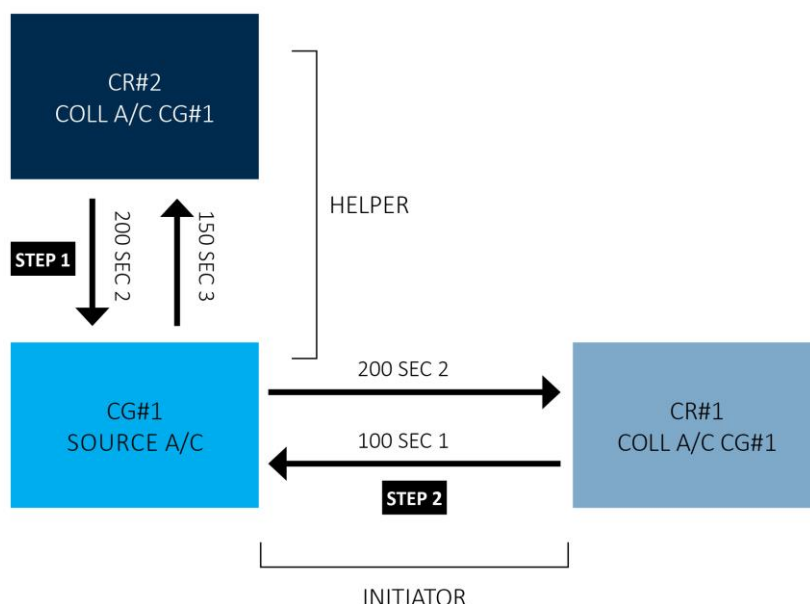 CR#2
COLL A/C CG#1
HELPER
STEP 1
200 SEC 2
150 SEC 3
CG#1
SOURCE A/C
200 SEC 2
100 SEC 1
STEP 2
CR#1
COLL A/C CG#1
INITIATOR